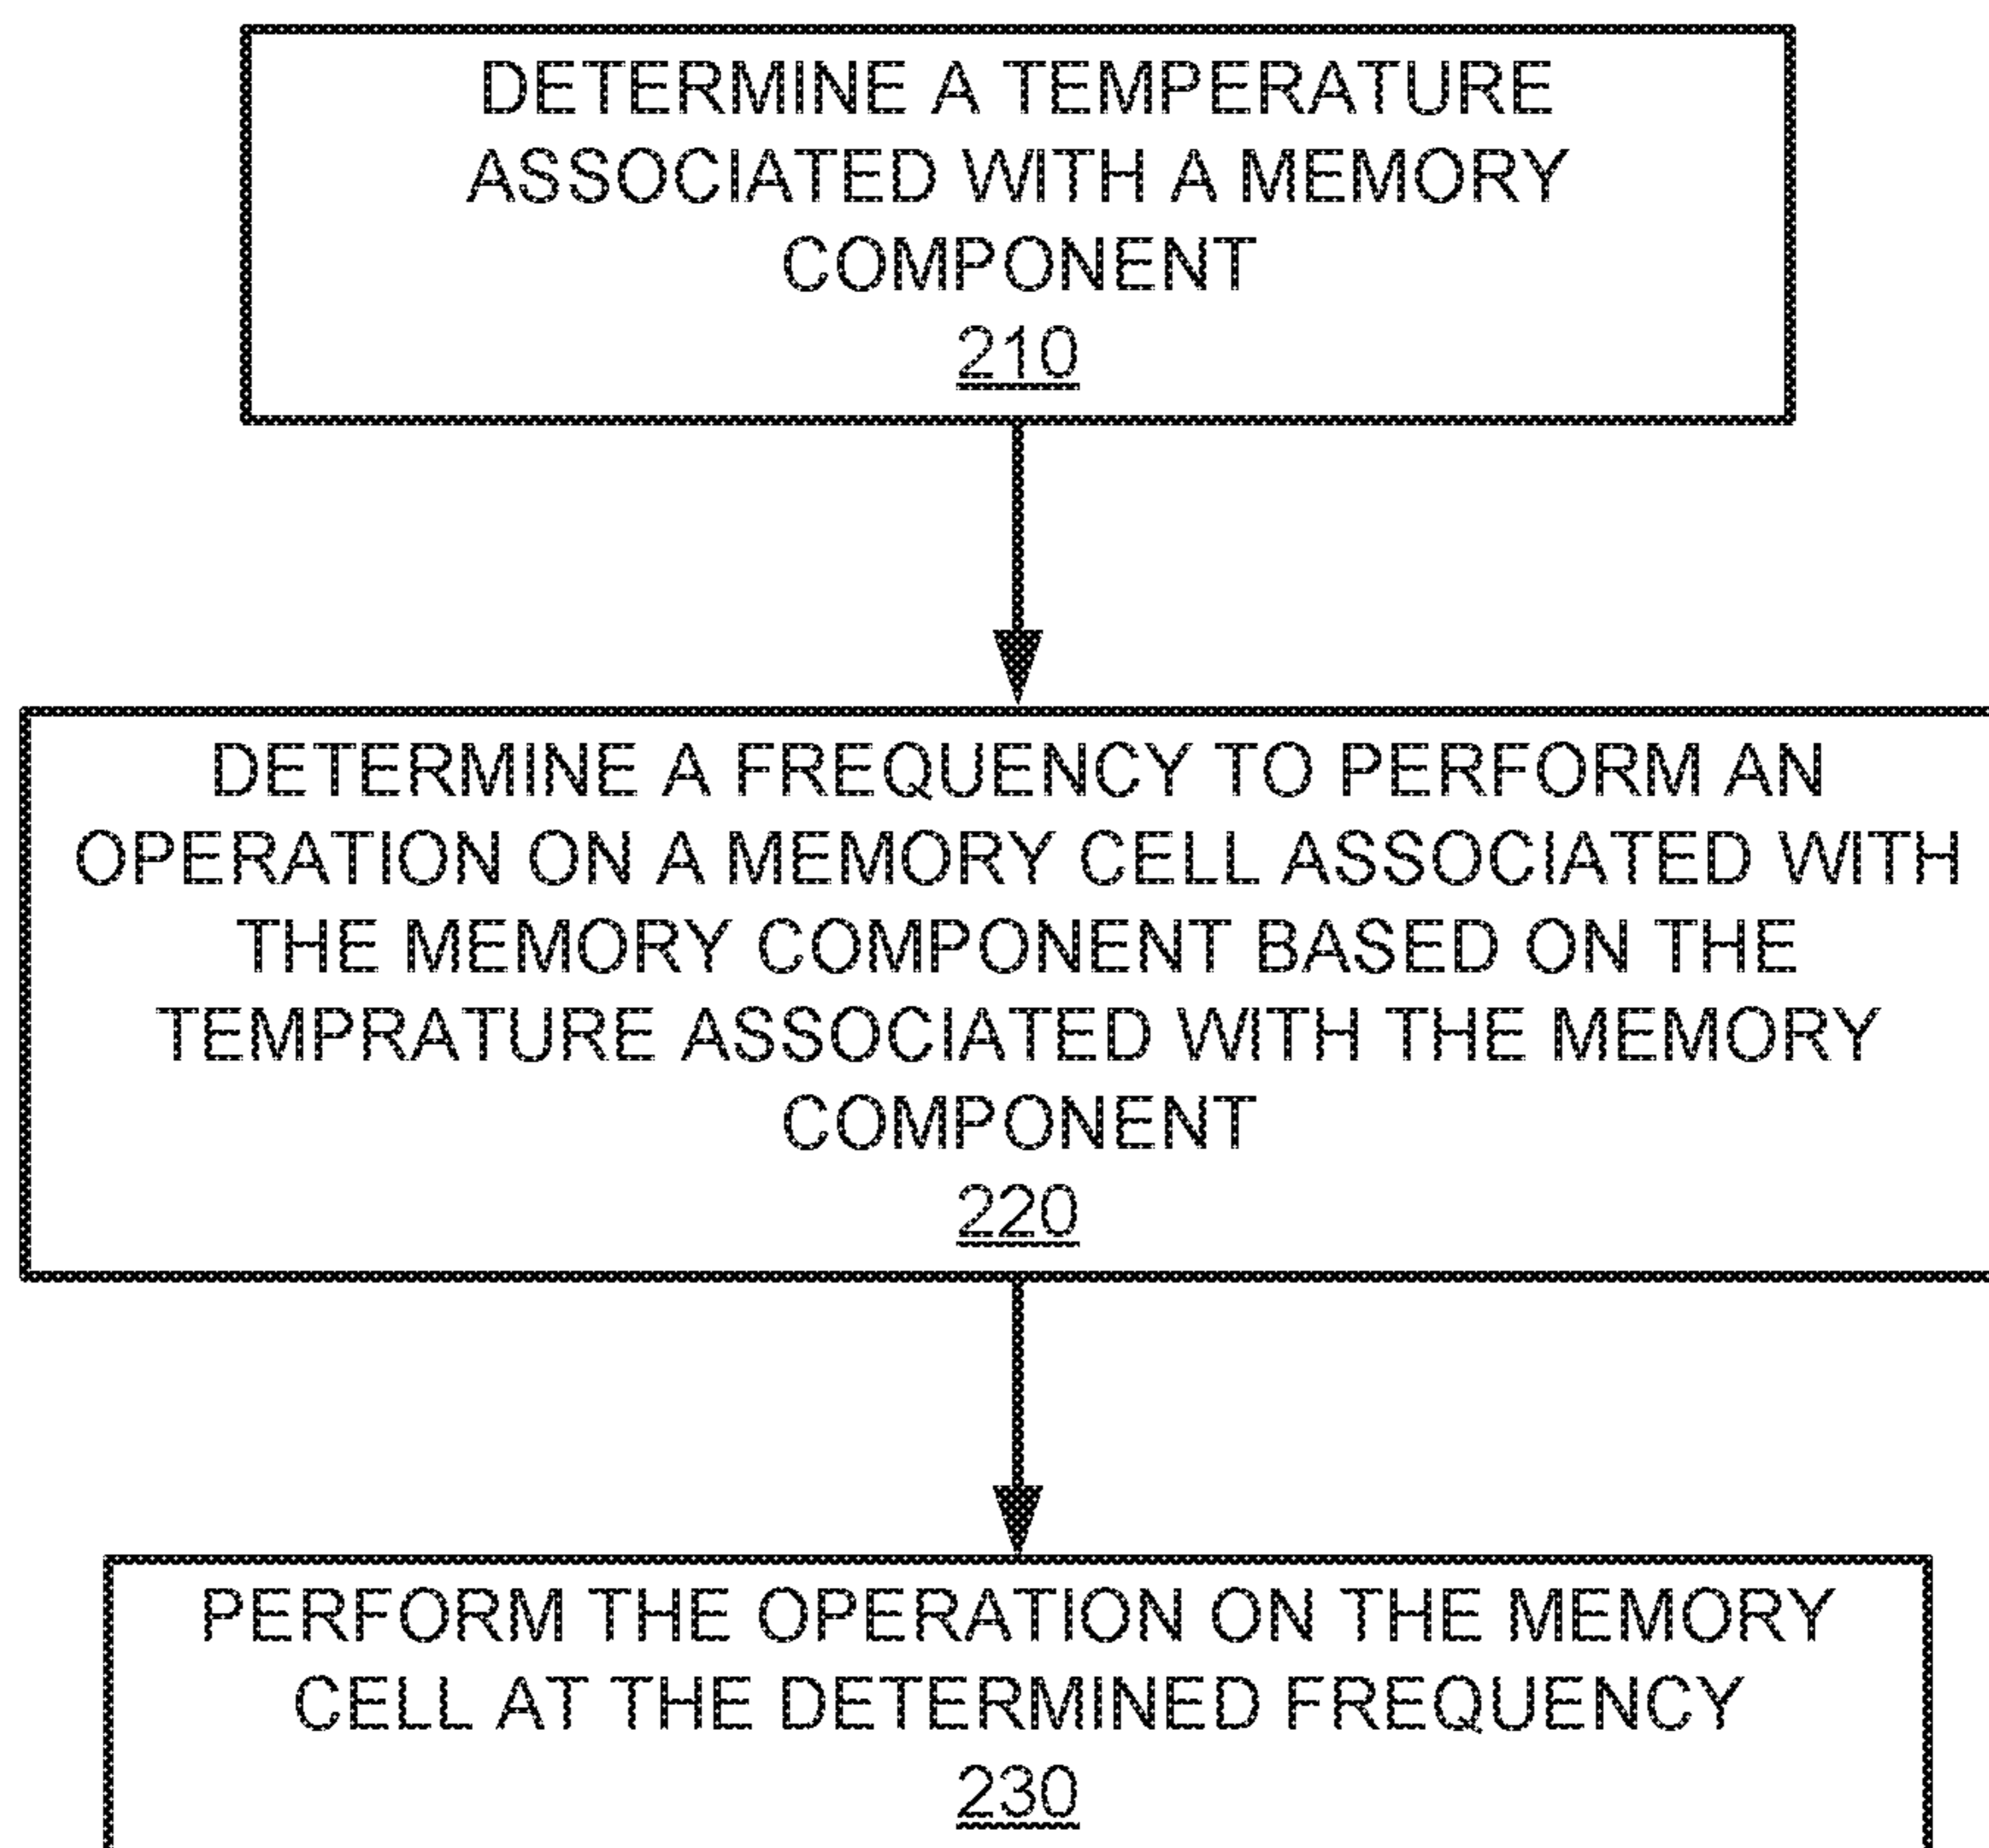 DETERMINE A TEMPERATURE
ASSOCIATED WITH A MEMORY
COMPONENT
210
DETERMINE A FREQUENCY TO PERFORM AN
OPERATION ON A MEMORY CELL ASSOCIATED WITH
THE MEMORY COMPONENT BASED ON THE
TEMPRATURE ASSOCIATED WITH THE MEMORY
COMPONENT
220
PERFORM THE OPERATION ON THE MEMORY
CELL AT THE DETERMINED FREQUENCY
230